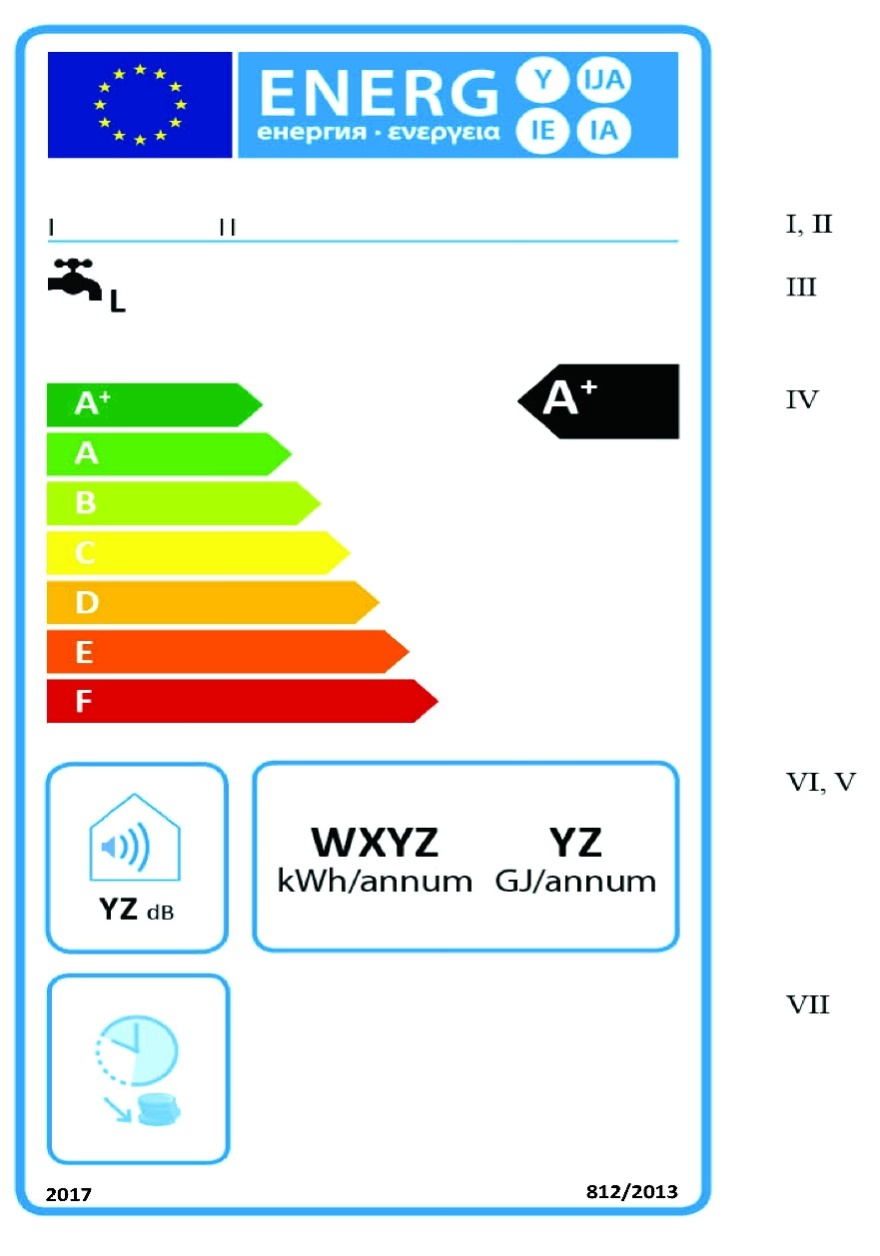 ENERG Y IJA
енергия · ενεργεια IE IA
I II I, II
L III
A+ A+ IV
A
B
C
D
E
F
VI, V
WXYZ YZ
kWh/annum GJ/annum
YZ dB
VII
2017 812/2013